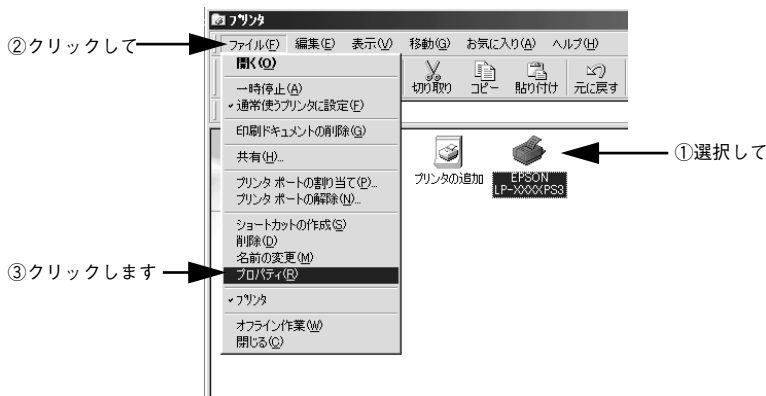 プリンタ
ファイル(F) 編集(E) 表示(V) 移動(G) お気に入り(A) ヘルプ(H)
②クリックして
切り取り コピー 貼り付け 元に戻す
開く(O)
一時停止(A)
通常使うプリンタに設定(F)
印刷ドキュメントの削除(G)
共有(H)...
プリンタ ポートの割り当て(P)...
プリンタ ポートの解除(N)...
ショートカットの作成(S)
削除(D)
名前の変更(M)
プロパティ(R)
プリンタ
オフライン作業(W)
閉じる(C)
③クリックします
プリンタの追加
EPSON
LP-XXXXPS3
①選択して